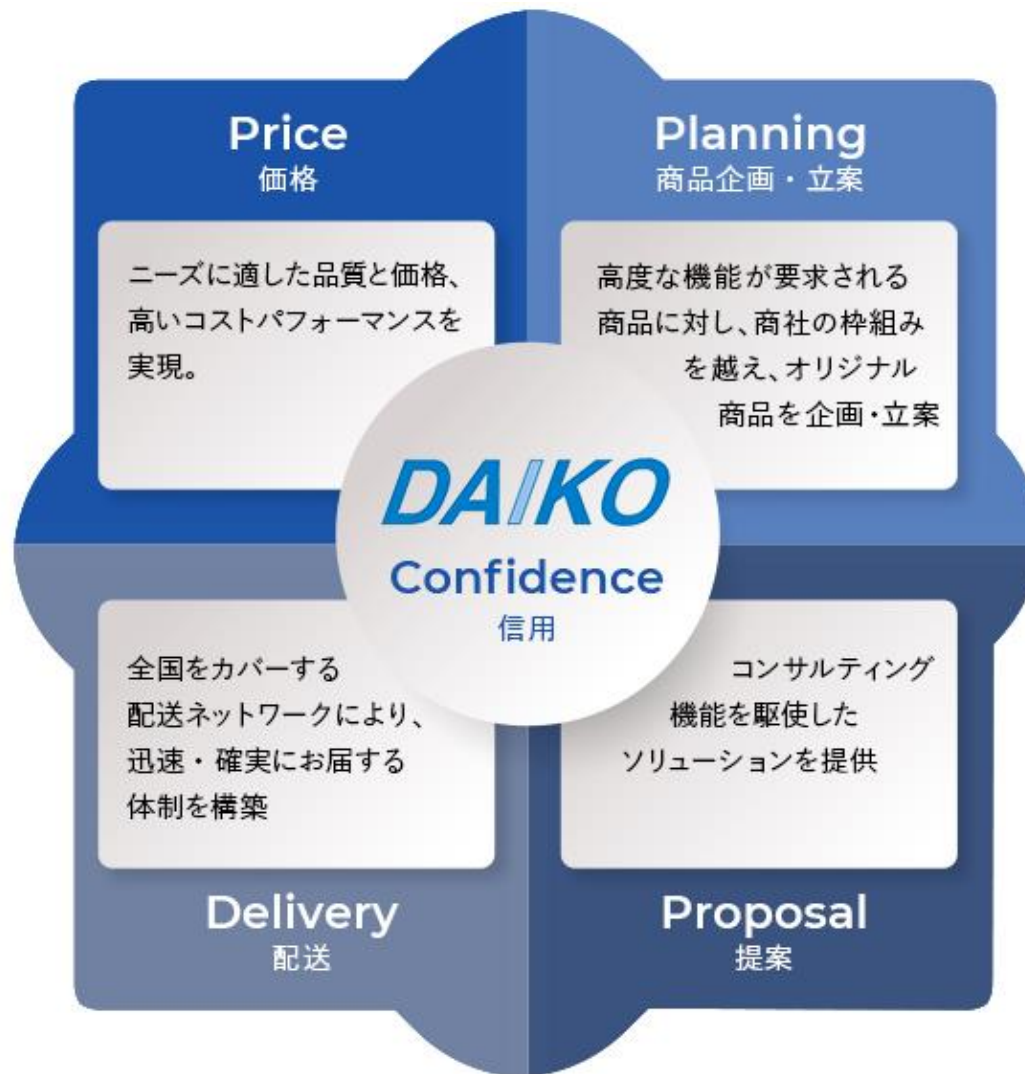 Price
価格
ニーズに適した品質と価格、
高いコストパフォーマンスを
実現。
Planning
商品企画・立案
高度な機能が要求される
商品に対し、商社の枠組み
を越え、オリジナル
商品を企画・立案
DAIKO
Confidence
信用
全国をカバーする
配送ネットワークにより、
迅速・確実にお届する
体制を構築
Delivery
配送
コンサルティング
機能を駆使した
ソリューションを提供
Proposal
提案